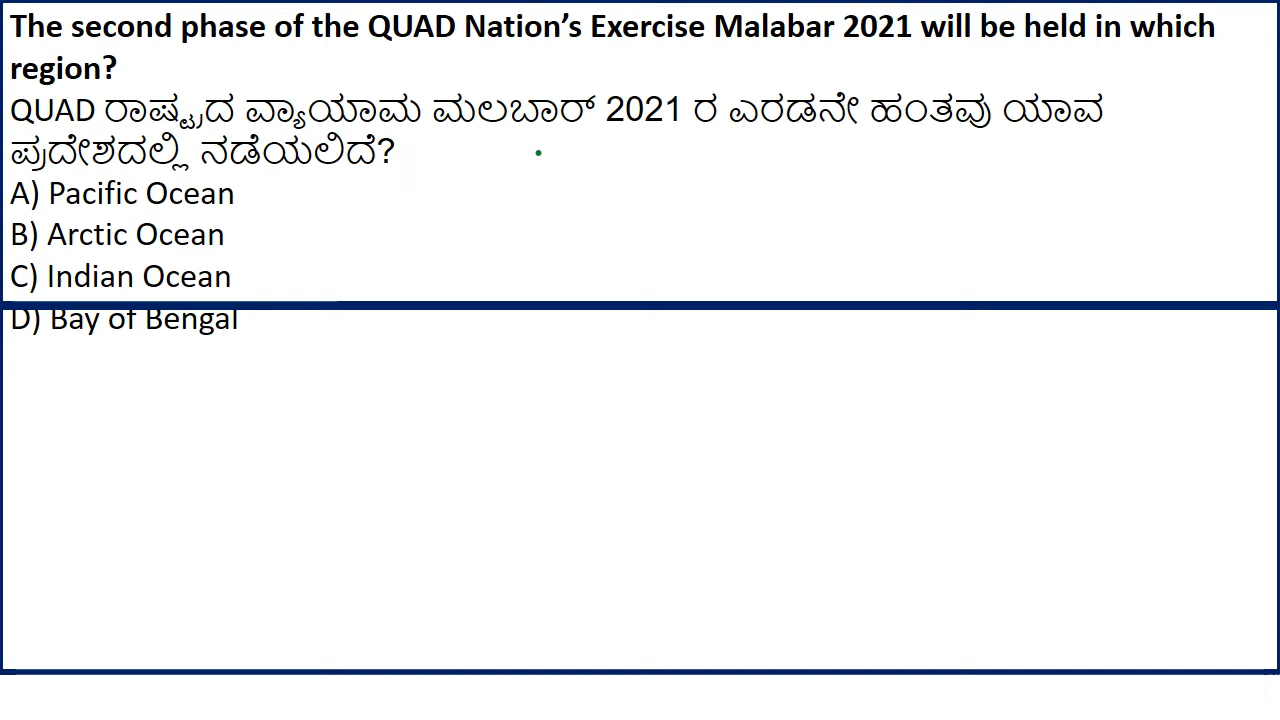 The second phase of the QUAD Nation’s Exercise Malabar 2021 will be held in which
region?
QUAD ರಾಷ್ಟ್ರದ ವ್ಯಾಯಾಮ ಮಲಬಾರ್ 2021 ರ ಎರಡನೇ ಹಂತವು ಯಾವ
ಪ್ರದೇಶದಲ್ಲಿ ನಡೆಯಲಿದೆ?
A) Pacific Ocean
B) Arctic Ocean
C) Indian Ocean
D) Bay of Bengal